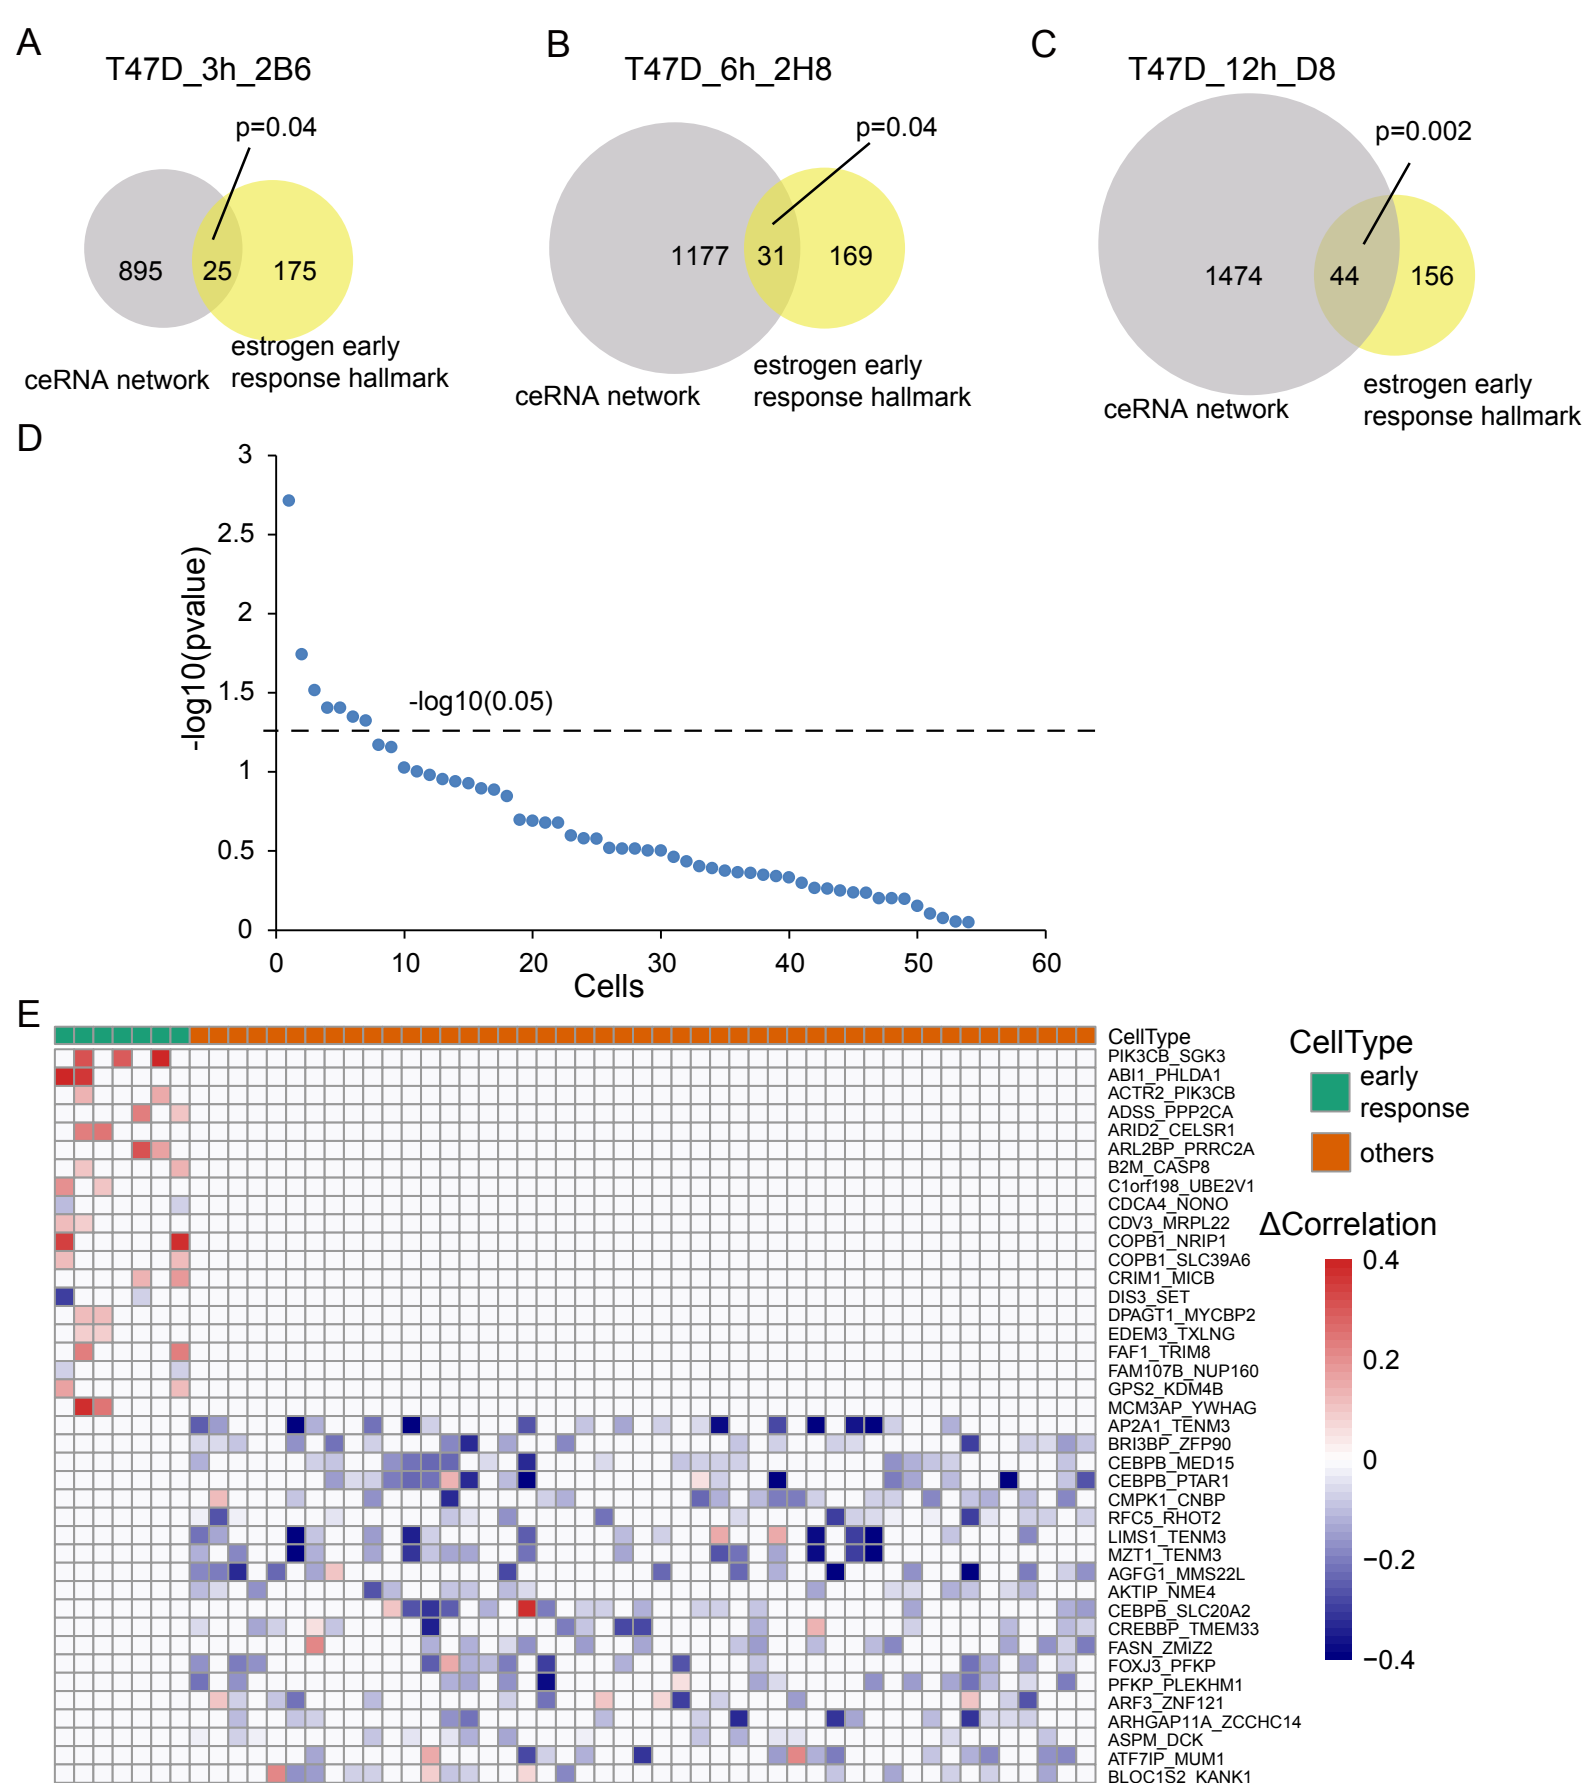 A
T47D_3h_2B6
p=0.04
895
25
175
ceRNA network
estrogen early
response hallmark
B
T47D_6h_2H8
p=0.04
1177
31
169
ceRNA network
estrogen early
response hallmark
C
T47D_12h_D8
p=0.002
1474
44
156
ceRNA network
estrogen early
response hallmark
D
-log10(pvalue)
3
2.5
2
1.5
1
0.5
0
-log10(0.05)
0
10
20
30
40
50
60
Cells
E
CellType
PIK3CB_SGK3
ABI1_PHLDA1
ACTR2_PIK3CB
ADSS_PPP2CA
ARID2_CELSR1
ARL2BP_PRRC2A
B2M_CASP8
C1orf198_UBE2V1
CDCA4_NONO
CDV3_MRPL22
COPB1_NRIP1
COPB1_SLC39A6
CRIM1_MICB
DIS3_SET
DPAGT1_MYCBP2
EDEM3_TXLNG
FAF1_TRIM8
FAM107B_NUP160
GPS2_KDM4B
MCM3AP_YWHAG
AP2A1_TENM3
BRI3BP_ZFP90
CEBPB_MED15
CEBPB_PTAR1
CMPK1_CNBP
RFC5_RHOT2
LIMS1_TENM3
MZT1_TENM3
AGFG1_MMS22L
AKTIP_NME4
CEBPB_SLC20A2
CREBBP_TMEM33
FASN_ZMIZ2
FOXJ3_PFKP
PFKP_PLEKHM1
ARF3_ZNF121
ARHGAP11A_ZCCHC14
ASPM_DCK
ATF7IP_MUM1
BLOC1S2_KANK1
CellType
early
response
others
ΔCorrelation
0.4
0.2
0
−0.2
−0.4